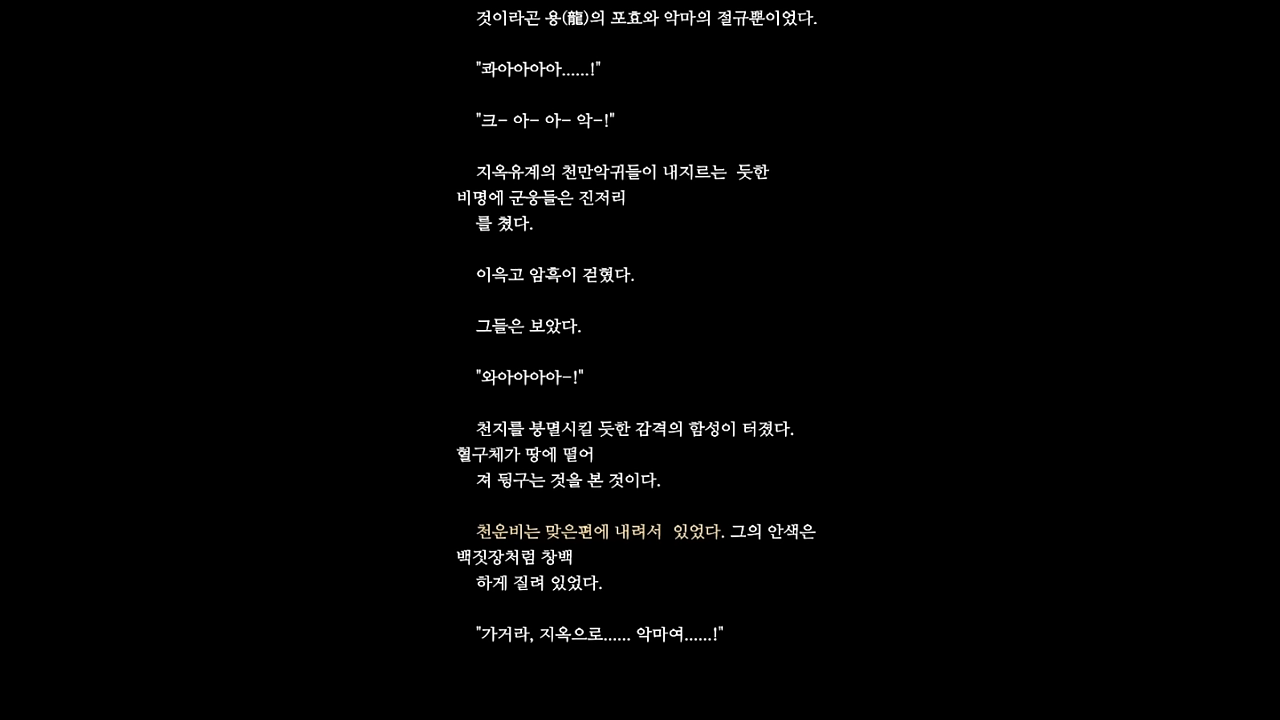 것이라곤 용(龍)의 포효와 악마의 절규뿐이었다.
"콰아아아아......!"
"크- 아- 아- 악-!"
지옥유계의 천만악귀들이 내지르는 듯한
비명에 군웅들은 진저리
를 쳤다.
이윽고 암흑이 걷혔다.
그들은 보았다.
"와아아아아-!"
천지를 붕멸시킬 듯한 감격의 함성이 터졌다.
혈구체가 땅에 떨어
져 뒹구는 것을 본 것이다.
천운비는 맞은편에 내려서 있었다. 그의 안색은
백짓장처럼 창백
하게 질려 있었다.
"가거라, 지옥으로...... 악마여......!"